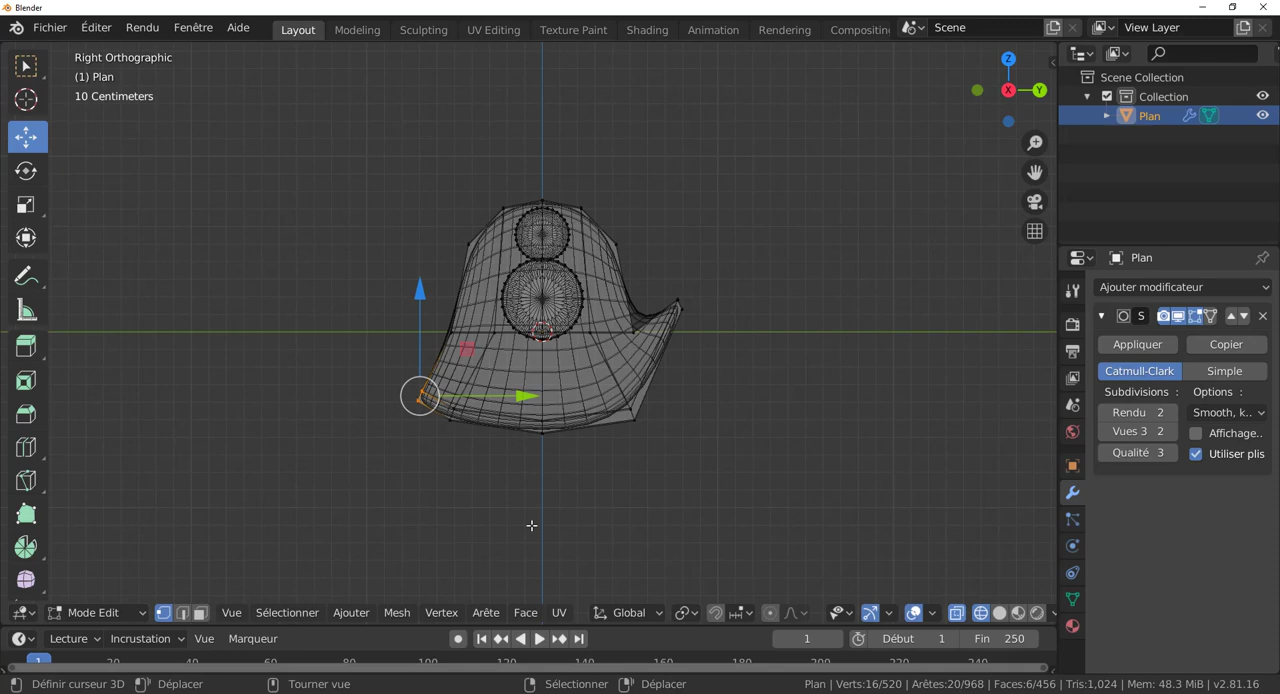 Blender
Fichier Éditer Rendu Fenêtre Aide Layout Modeling Sculpting UV Editing Texture Paint Shading Animation Rendering Compositing Scene View Layer
Right Orthographic
(1) Plan
10 Centimeters
Z
X
Y
Scene Collection
Collection
Plan
Plan
Ajouter modificateur
S
Appliquer Copier
Catmull-Clark Simple
Subdivisions : Options :
Rendu 2 Smooth, k..
Vues 3 2 Affichage..
Qualité 3 Utiliser plis
Mode Edit Vue Sélectionner Ajouter Mesh Vertex Arête Face UV Global
Lecture Incrustation Vue Marqueur 1 Début 1 Fin 250
1 20 40 60 80 100 120 140 160 180 200 220 240
Définir curseur 3D Déplacer Tourner vue Sélectionner Déplacer Plan | Verts:16/520 | Arêtes:20/968 | Faces:6/456 | Tris:1,024 | Mem: 48.3 MiB | v2.81.16